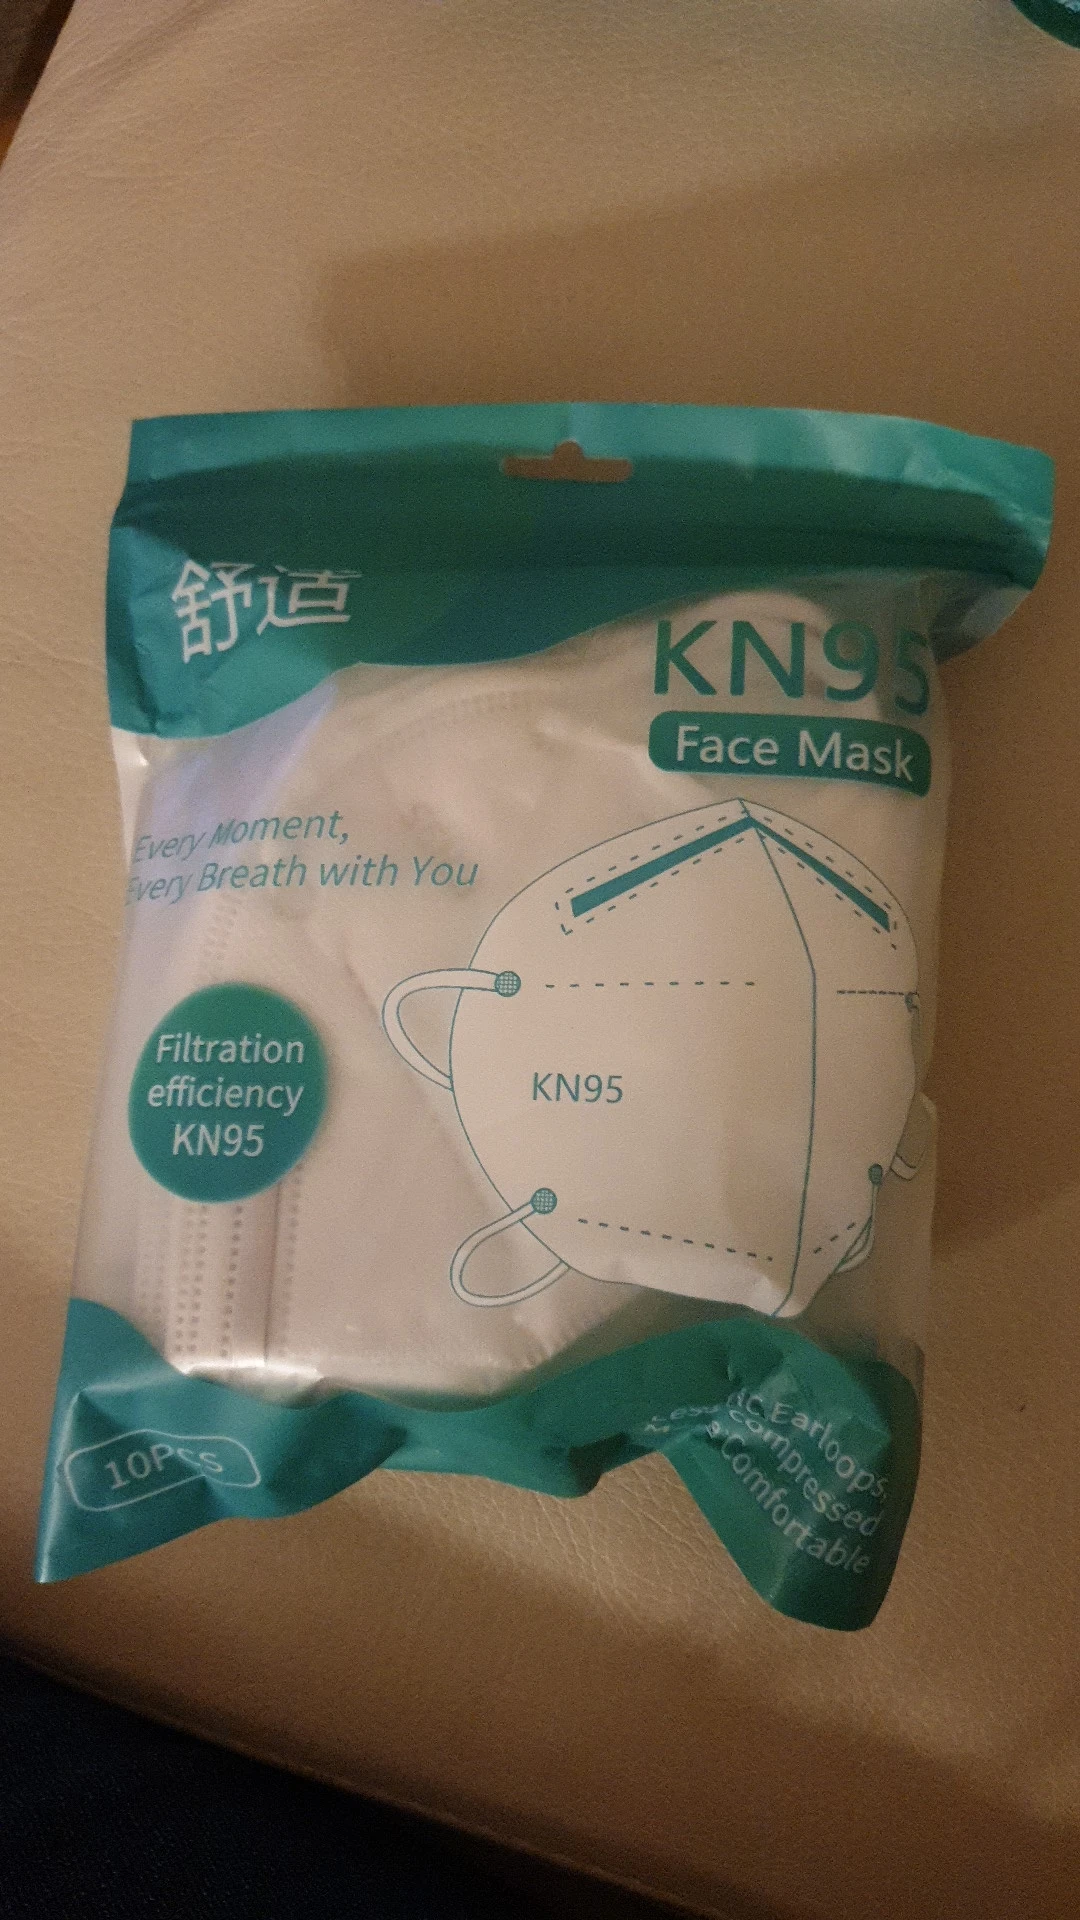 舒适
KN95
Face Mask
Every Moment,
Every Breath with You
Filtration
efficiency
KN95
KN95
10PCS
Earloops,
compressed
Comfortable